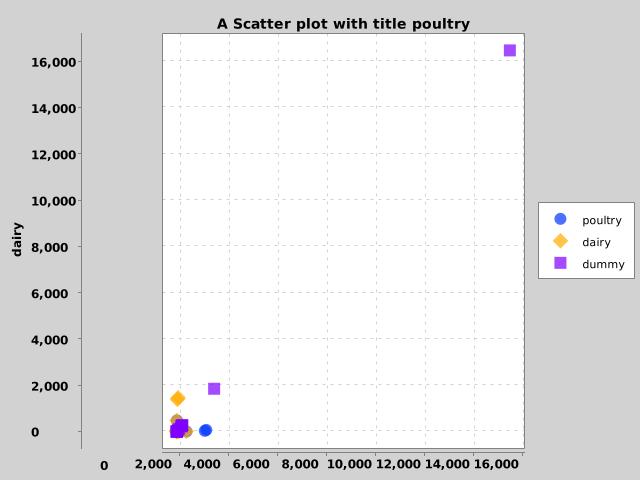 A Scatter plot with title poultry
16,000
14,000
12,000
10,000
8,000
6,000
4,000
2,000
0
dairy
0 2,000 4,000 6,000 8,000 10,000 12,000 14,000 16,000
poultry
dairy
dummy